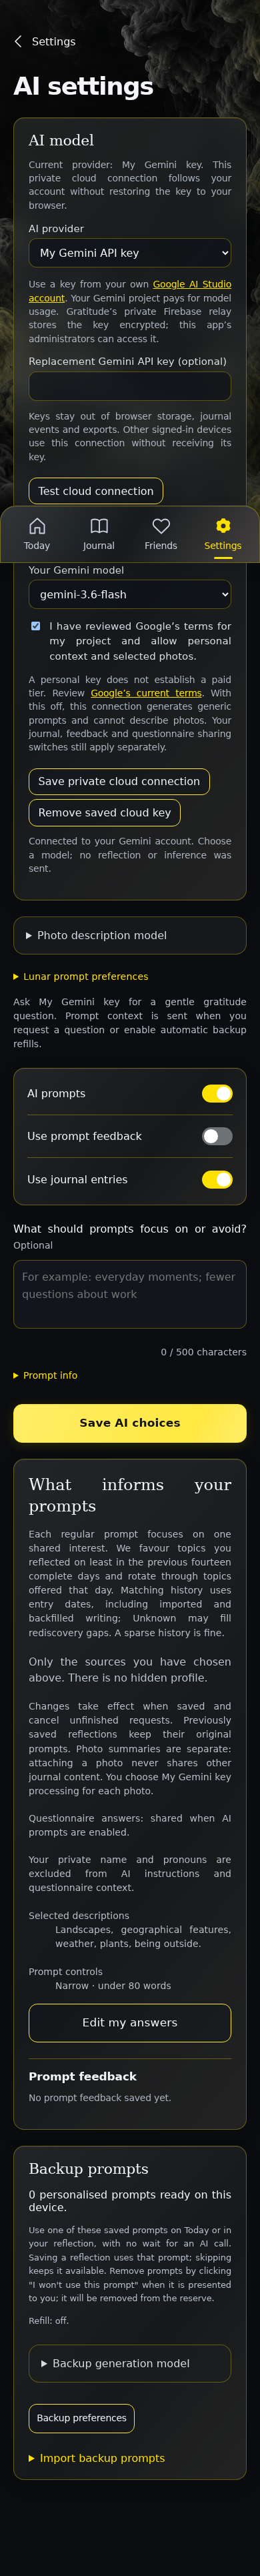 Settings
AI settings
AI model
Current provider: My Gemini key. This
private cloud connection follows your
account without restoring the key to your
browser.
AI provider
My Gemini API key
Use a key from your own Google AI Studio
account. Your Gemini project pays for model
usage. Gratitude’s private Firebase relay
stores the key encrypted; this app’s
administrators can access it.
Replacement Gemini API key (optional)
Keys stay out of browser storage, journal
events and exports. Other signed-in devices
use this connection without receiving its
key.
Test cloud connection
Today
Journal
Friends
Settings
Your Gemini model
gemini-3.6-flash
I have reviewed Google’s terms for
my project and allow personal
context and selected photos.
A personal key does not establish a paid
tier. Review Google’s current terms. With
this off, this connection generates generic
prompts and cannot describe photos. Your
journal, feedback and questionnaire sharing
switches still apply separately.
Save private cloud connection
Remove saved cloud key
Connected to your Gemini account. Choose
a model; no reflection or inference was
sent.
Photo description model
Lunar prompt preferences
Ask My Gemini key for a gentle gratitude
question. Prompt context is sent when you
request a question or enable automatic backup
refills.
AI prompts
Use prompt feedback
Use journal entries
What should prompts focus on or avoid?
Optional
For example: everyday moments; fewer
questions about work
0 / 500 characters
Prompt info
Save AI choices
What informs your
prompts
Each regular prompt focuses on one
shared interest. We favour topics you
reflected on least in the previous fourteen
complete days and rotate through topics
offered that day. Matching history uses
entry dates, including imported and
backfilled writing; Unknown may fill
rediscovery gaps. A sparse history is fine.
Only the sources you have chosen
above. There is no hidden profile.
Changes take effect when saved and
cancel unfinished requests. Previously
saved reflections keep their original
prompts. Photo summaries are separate:
attaching a photo never shares other
journal content. You choose My Gemini key
processing for each photo.
Questionnaire answers: shared when AI
prompts are enabled.
Your private name and pronouns are
excluded from AI instructions and
questionnaire context.
Selected descriptions
Landscapes, geographical features,
weather, plants, being outside.
Prompt controls
Narrow · under 80 words
Edit my answers
Prompt feedback
No prompt feedback saved yet.
Backup prompts
0 personalised prompts ready on this
device.
Use one of these saved prompts on Today or in
your reflection, with no wait for an AI call.
Saving a reflection uses that prompt; skipping
keeps it available. Remove prompts by clicking
"I won't use this prompt" when it is presented
to you; it will be removed from the reserve.
Refill: off.
Backup generation model
Backup preferences
Import backup prompts